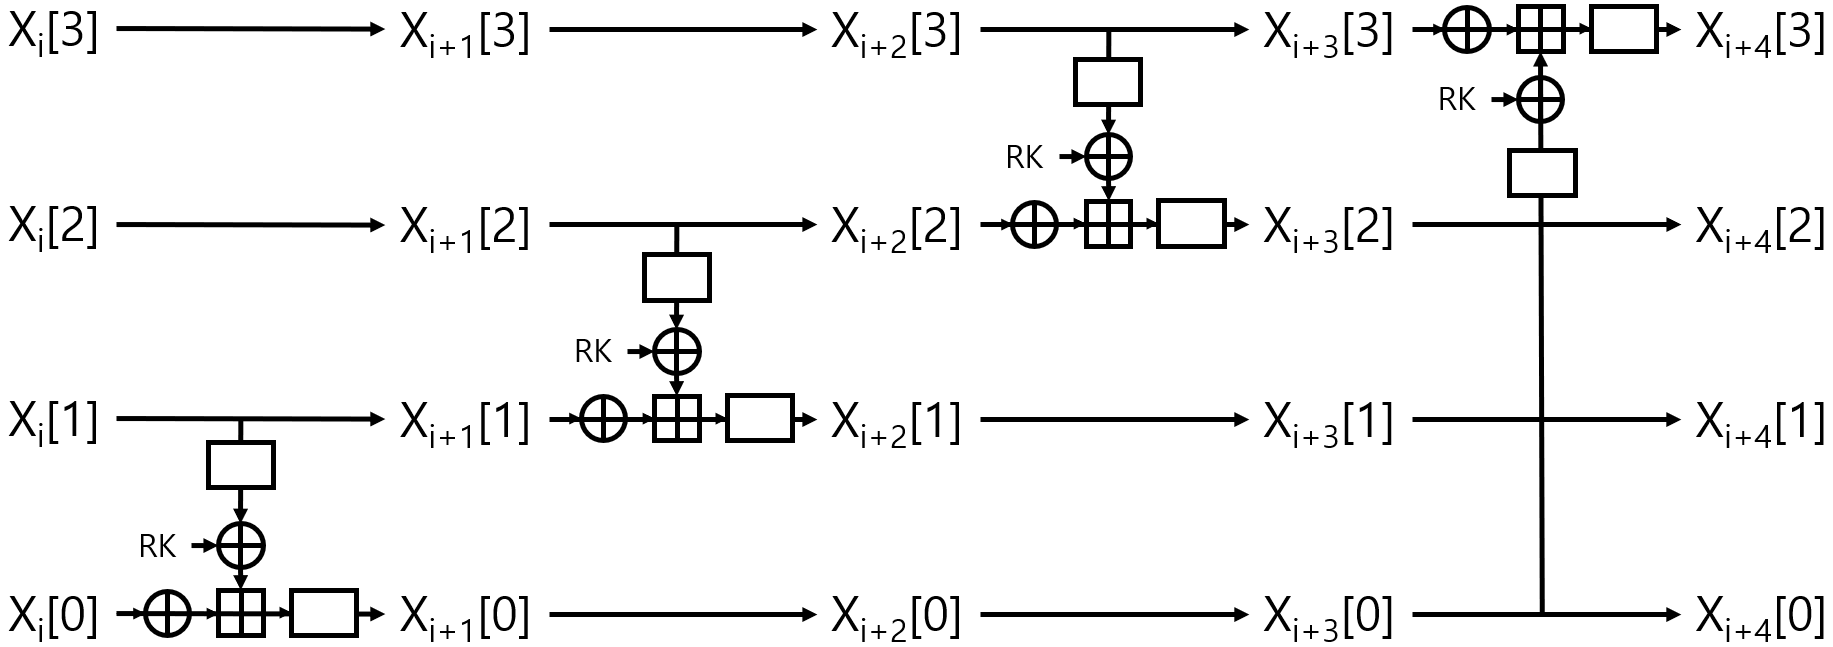 Xi[3] Xi+1[3] Xi+2[3] Xi+3[3] Xi+4[3]
RK
RK
Xi[2] Xi+1[2] Xi+2[2] Xi+3[2] Xi+4[2]
RK
Xi[1] Xi+1[1] Xi+2[1] Xi+3[1] Xi+4[1]
RK
Xi[0] Xi+1[0] Xi+2[0] Xi+3[0] Xi+4[0]